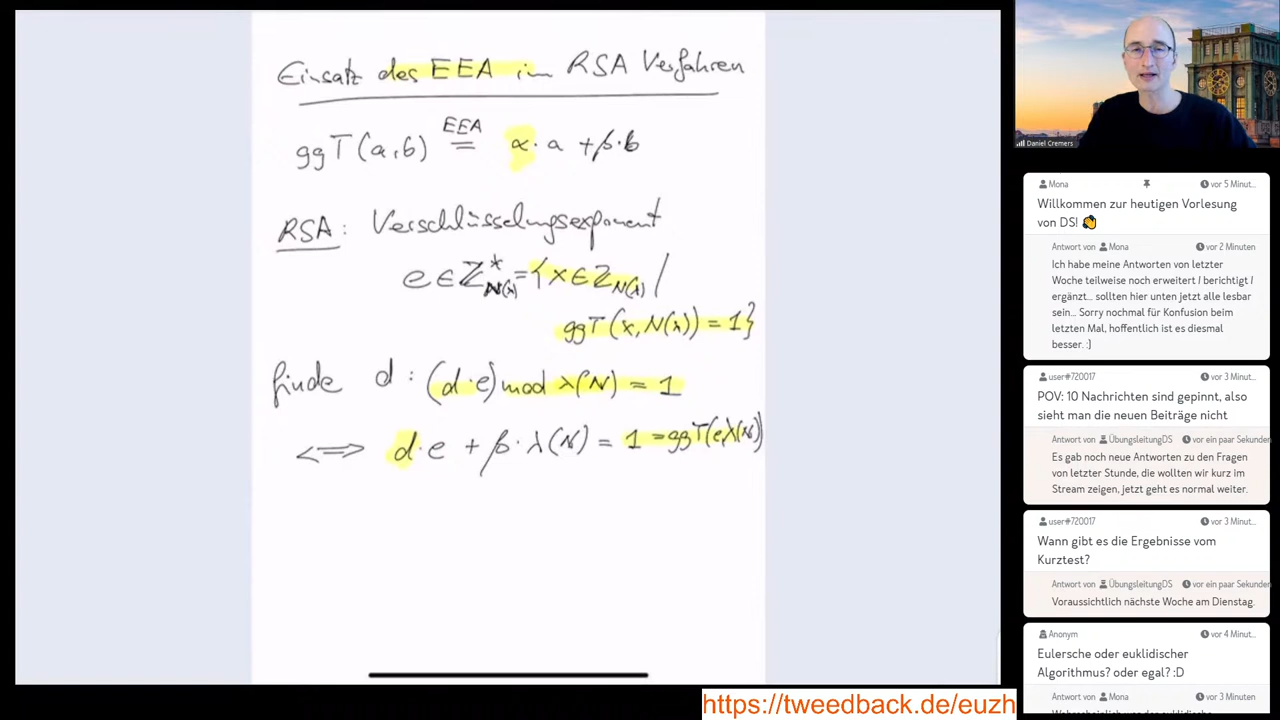 Einsatz des EEA im RSA Verfahren
ggT(a,b) =^EEA α·a + β·b
RSA: Verschlüsselungsexponent
e ∈ ℤ*_N(λ) = {x ∈ ℤ_N(λ) |
ggT(x, N(λ)) = 1}
finde d: (d·e) mod λ(N) = 1
⟺ d·e + β·λ(N) = 1 = ggT(e,λ(N))
Daniel Cremers
Mona vor 5 Minut...
Willkommen zur heutigen Vorlesung
von DS! 👏
Antwort von Mona vor 2 Minuten
Ich habe meine Antworten von letzter
Woche teilweise noch erweitert / berichtigt /
ergänzt... sollten hier unten jetzt alle lesbar
sein... Sorry nochmal für Konfusion beim
letzten Mal, hoffentlich ist es diesmal
besser. :]
user#720017 vor 3 Minut...
POV: 10 Nachrichten sind gepinnt, also
sieht man die neuen Beiträge nicht
Antwort von ÜbungsleitungDS vor 3 Minuten
Es gab noch neue Antworten zu den Fragen
von letzter Stunde, die wollten wir kurz im
Stream zeigen, jetzt geht es normal weiter.
user#720017 vor 3 Minut...
Wann gibt es die Ergebnisse vom
Kurztest?
Antwort von ÜbungsleitungDS vor ein paar Sekunden
Voraussichtlich nächste Woche am Dienstag.
Anonym vor 4 Minut...
Eulersche oder euklidischer
Algorithmus? oder egal? :D
Antwort von Mona vor 3 Minuten
https://tweedback.de/euzh